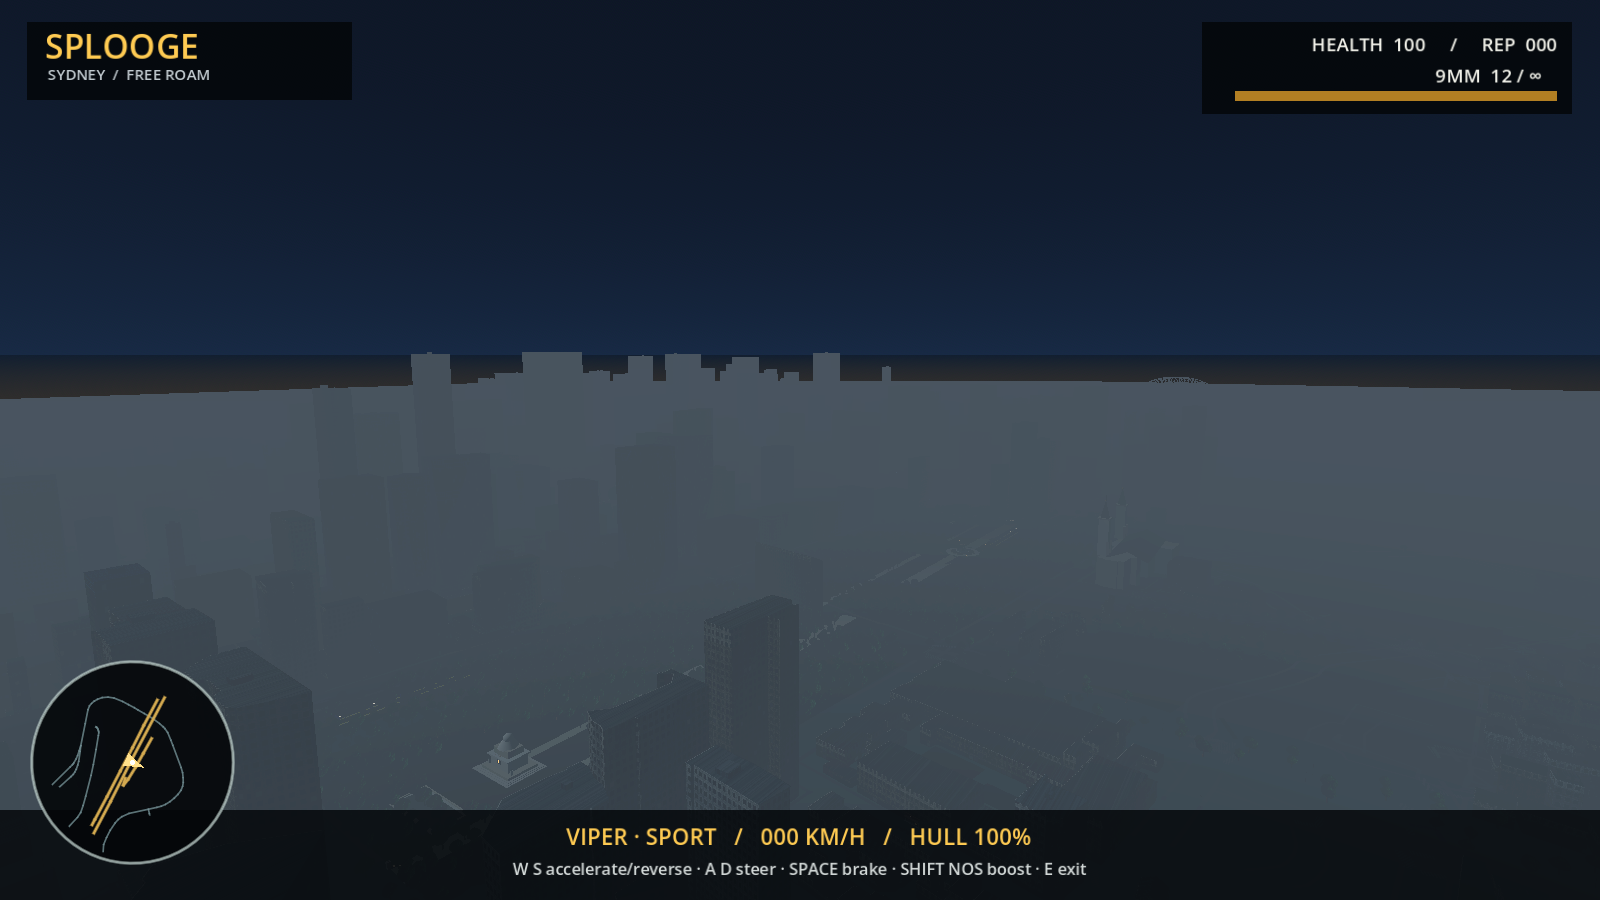 SPLOOGE
SYDNEY / FREE ROAM
HEALTH 100 / REP 000
9MM 12 / ∞
VIPER · SPORT / 000 KM/H / HULL 100%
W S accelerate/reverse · A D steer · SPACE brake · SHIFT NOS boost · E exit